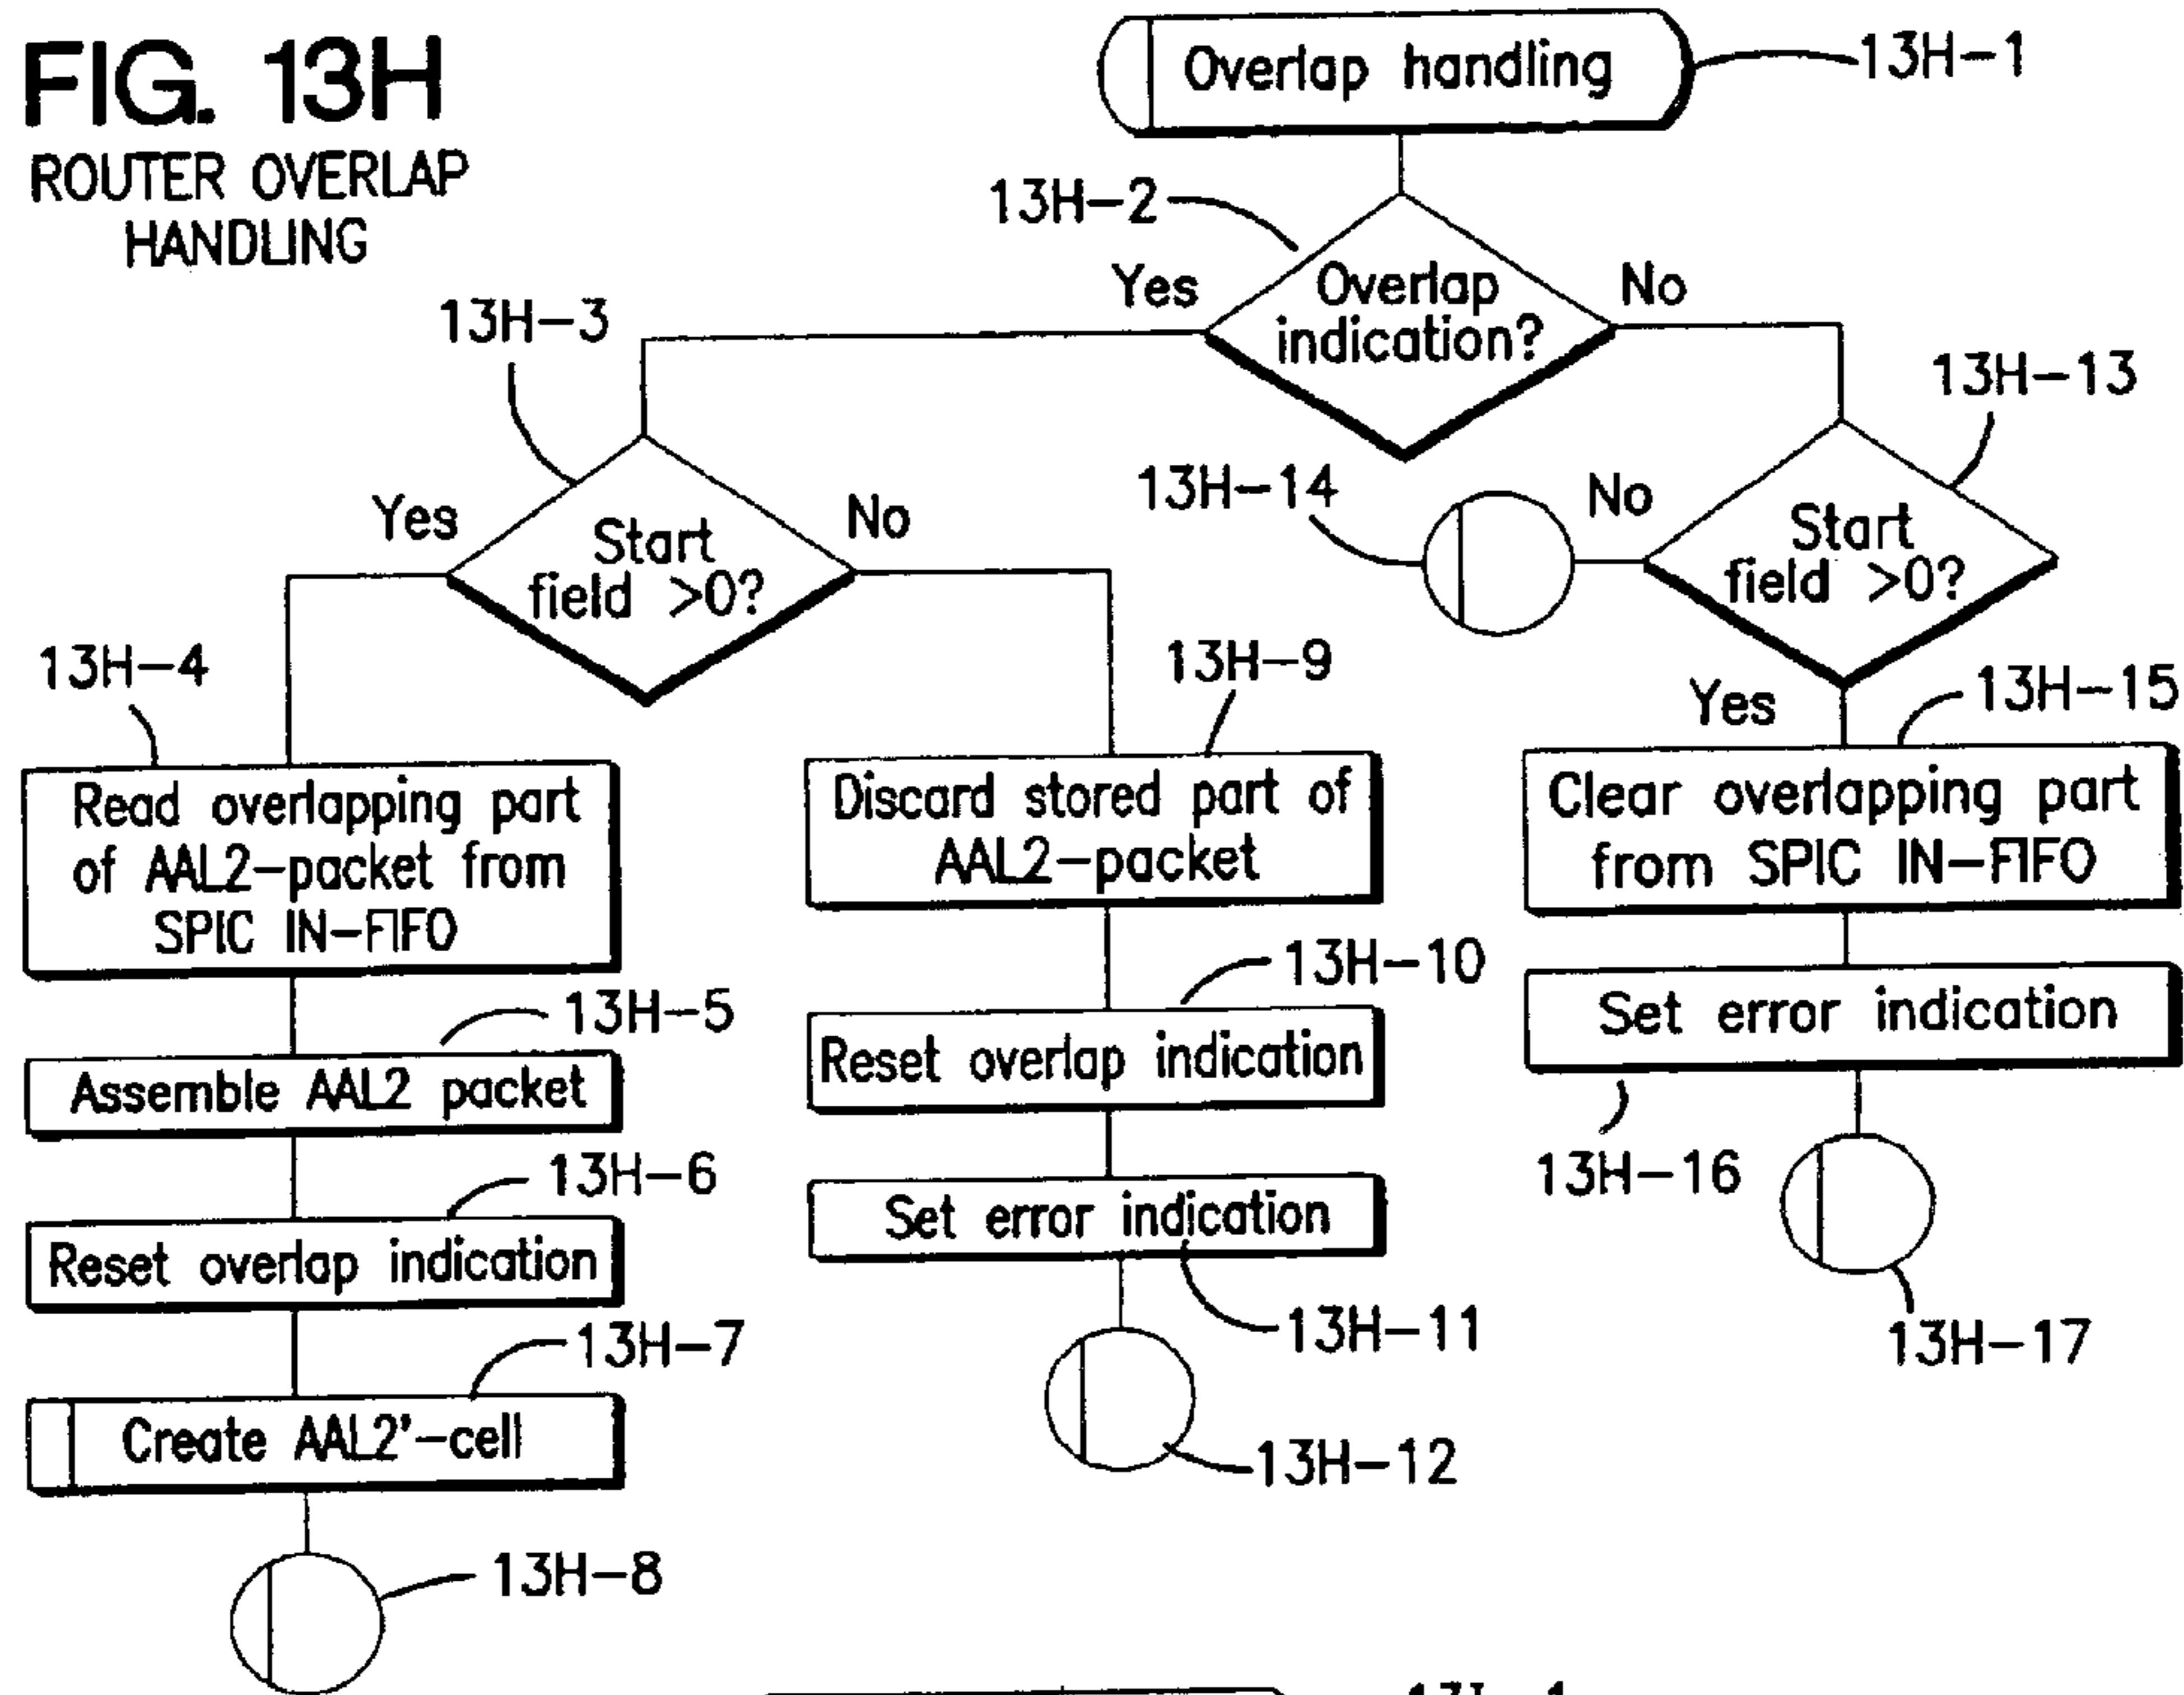 FIG. 13H
ROUTER OVERLAP
HANDLING
Overlap handling
13H-1
13H-2
Overlap
indication?
Yes
No
13H-3
Start
field >0?
Yes
No
13H-13
13H-14
No
Start
field >0?
Yes
13H-4
Read overlapping part
of AAL2-packet from
SPIC IN-FIFO
13H-5
Assemble AAL2 packet
13H-6
Reset overlap indication
13H-7
Create AAL2'-cell
13H-8
13H-9
Discard stored part of
AAL2-packet
13H-10
Reset overlap indication
Set error indication
13H-11
13H-12
13H-15
Clear overlapping part
from SPIC IN-FIFO
Set error indication
13H-16
13H-17